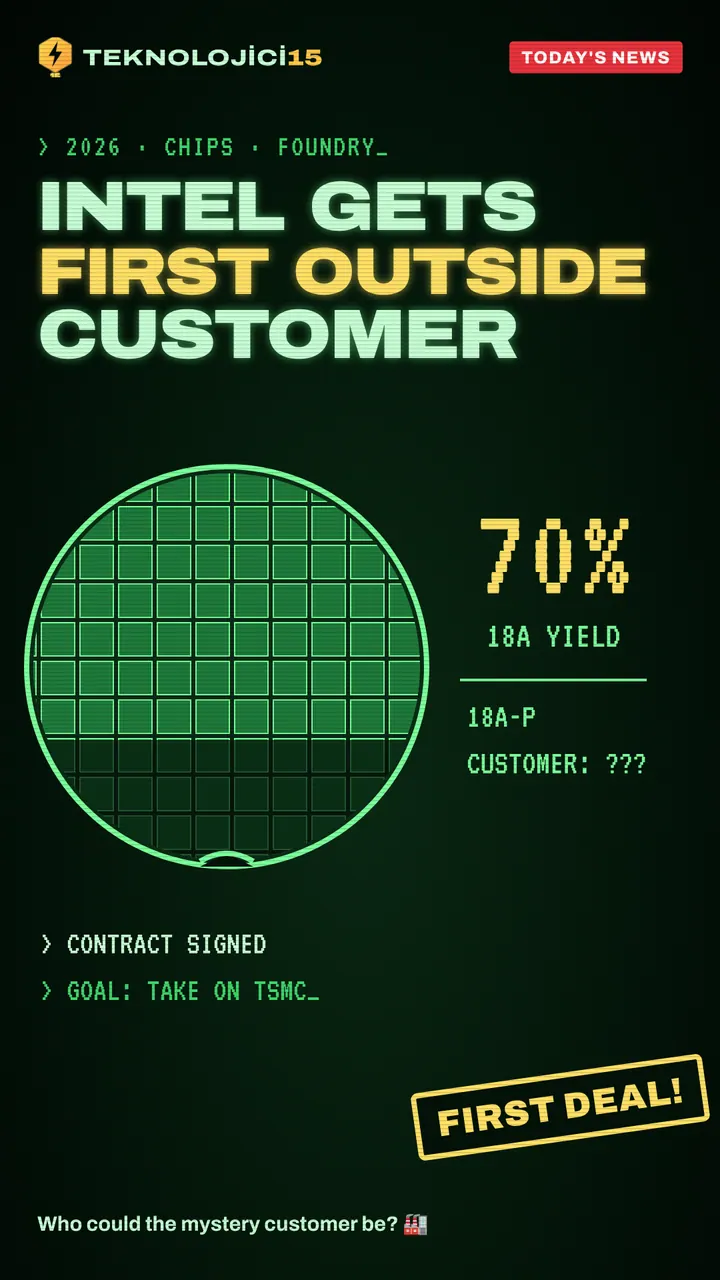 TEKNOLOJİCİ15
TODAY'S NEWS
> 2026 · CHIPS · FOUNDRY_
INTEL GETS
FIRST OUTSIDE
CUSTOMER
70%
18A YIELD
18A-P
CUSTOMER: ???
> CONTRACT SIGNED
> GOAL: TAKE ON TSMC_
FIRST DEAL!
Who could the mystery customer be? 🏭